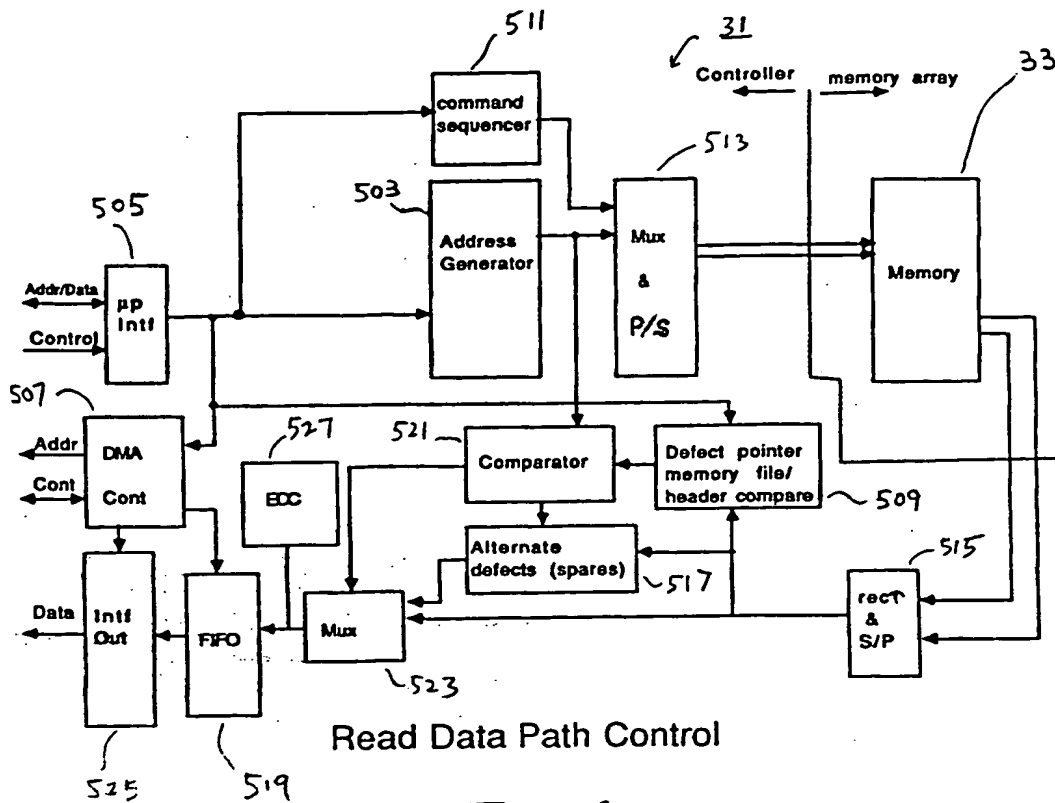 511
31
Controller
memory array
33
command
sequencer
513
503
505
Address
Generator
Mux
&
P/S
Memory
Addr/Data
μp
Intf
Control
507
527
521
Addr
DMA
Cont
Cont
ECC
Comparator
Defect pointer
memory file/
header compare
509
515
Alternate
defects (spares)
517
recT
&
S/P
Data
Intf
Out
FIFO
Mux
523
Read Data Path Control
525
519